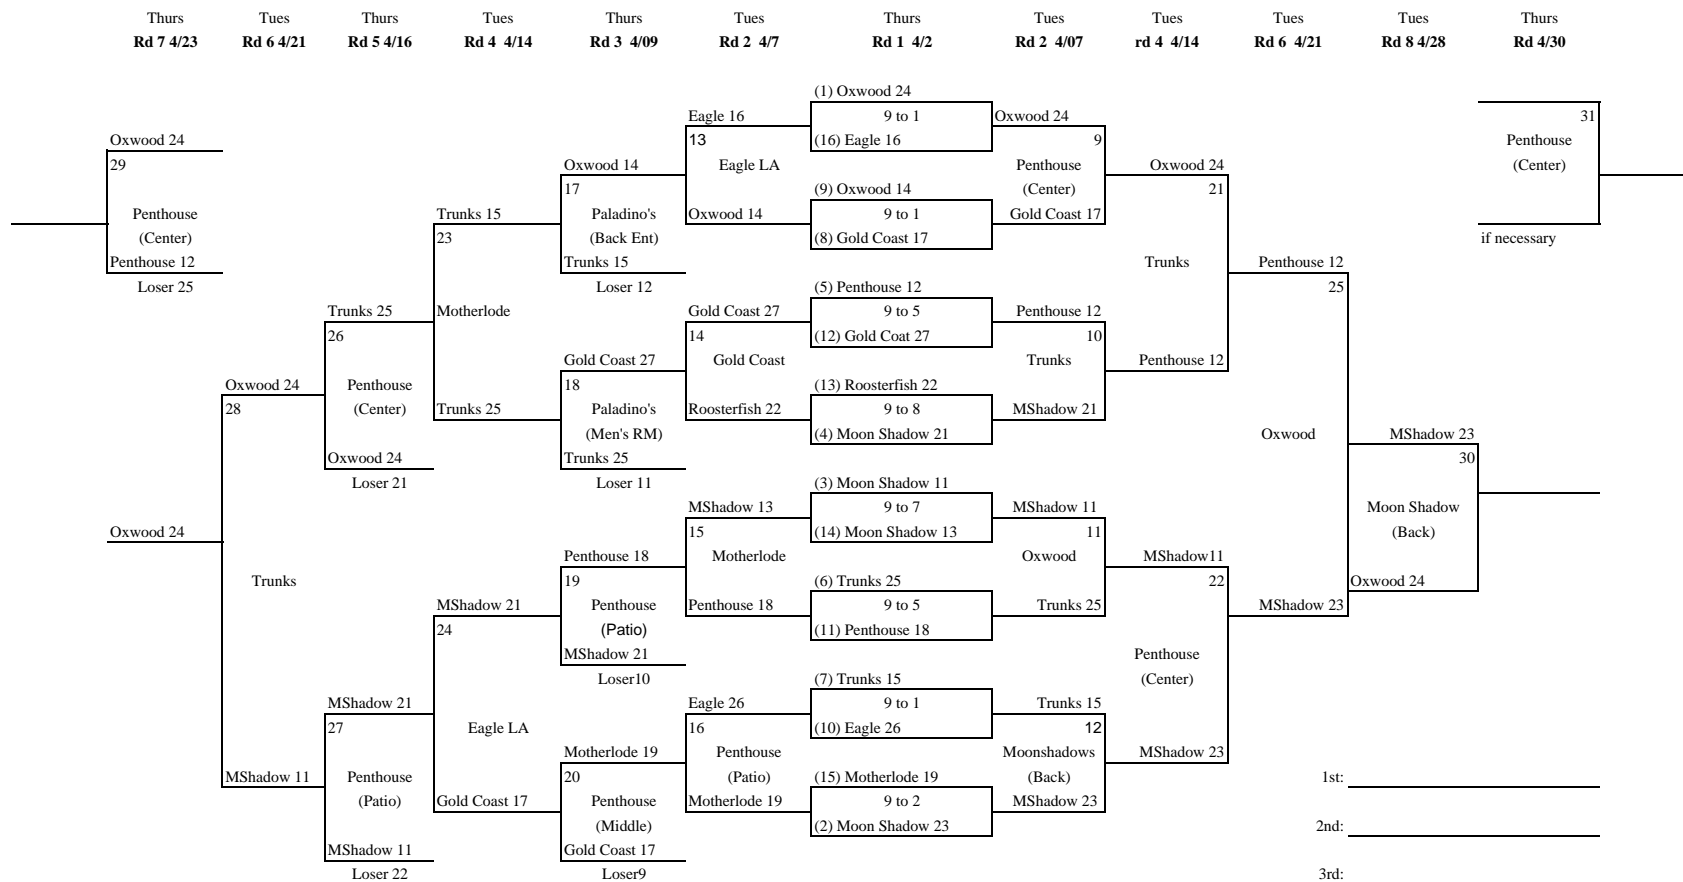 Thurs Tues Thurs Tues Thurs Tues Thurs Tues Tues Tues Tues Thurs
Rd 7 4/23 Rd 6 4/21 Rd 5 4/16 Rd 4 4/14 Rd 3 4/09 Rd 2 4/7 Rd 1 4/2 Rd 2 4/07 rd 4 4/14 Rd 6 4/21 Rd 8 4/28 Rd 4/30
(1) Oxwood 24
Eagle 16 9 to 1 Oxwood 24 31
Oxwood 24 13 (16) Eagle 16 9 Penthouse
29 Oxwood 14 Eagle LA Penthouse Oxwood 24 (Center)
17 (9) Oxwood 14 (Center) 21
Penthouse Trunks 15 Paladino's Oxwood 14 9 to 1 Gold Coast 17
(Center) 23 (Back Ent) (8) Gold Coast 17 if necessary
Penthouse 12 Trunks 15 Trunks Penthouse 12
Loser 25 Loser 12 (5) Penthouse 12 25
Trunks 25 Motherlode Gold Coast 27 9 to 5 Penthouse 12
26 14 (12) Gold Coat 27 10
Gold Coast 27 Gold Coast Trunks Penthouse 12
Oxwood 24 Penthouse 18 (13) Roosterfish 22
28 (Center) Trunks 25 Paladino's Roosterfish 22 9 to 8 MShadow 21
(Men's RM) (4) Moon Shadow 21 Oxwood MShadow 23
Oxwood 24 Trunks 25 30
Loser 21 Loser 11 (3) Moon Shadow 11
MShadow 13 9 to 7 MShadow 11 Moon Shadow
Oxwood 24 15 (14) Moon Shadow 13 11 (Back)
Penthouse 18 Motherlode Oxwood MShadow11
Trunks 19 (6) Trunks 25 22 Oxwood 24
MShadow 21 Penthouse Penthouse 18 9 to 5 Trunks 25 MShadow 23
24 (Patio) (11) Penthouse 18
MShadow 21 Penthouse
Loser10 (7) Trunks 15 (Center)
MShadow 21 Eagle 26 9 to 1 Trunks 15
27 Eagle LA 16 (10) Eagle 26 12
Motherlode 19 Penthouse Moonshadows MShadow 23
MShadow 11 Penthouse 20 (Patio) (15) Motherlode 19 (Back) 1st:
(Patio) Gold Coast 17 Penthouse Motherlode 19 9 to 2 MShadow 23
(Middle) (2) Moon Shadow 23 2nd:
MShadow 11 Gold Coast 17
Loser 22 Loser9 3rd: